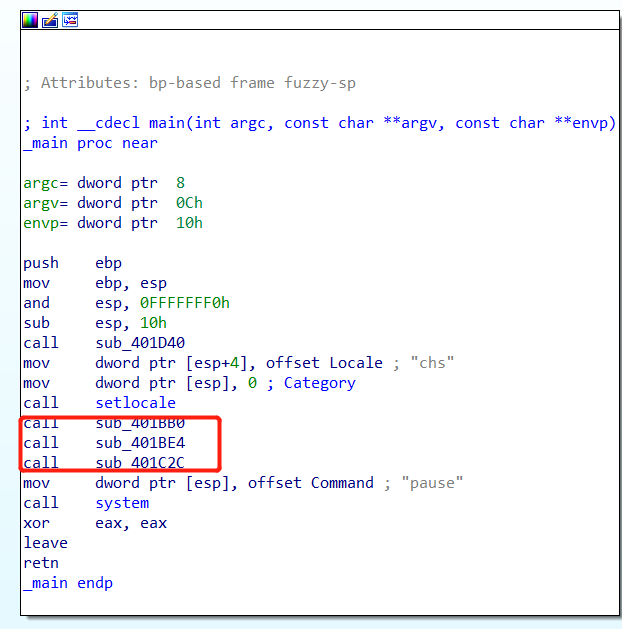 ; Attributes: bp-based frame fuzzy-sp
; int __cdecl main(int argc, const char **argv, const char **envp)
_main proc near
argc= dword ptr  8
argv= dword ptr  0Ch
envp= dword ptr  10h
push    ebp
mov     ebp, esp
and     esp, 0FFFFFFF0h
sub     esp, 10h
call    sub_401D40
mov     dword ptr [esp+4], offset Locale ; "chs"
mov     dword ptr [esp], 0 ; Category
call    setlocale
call    sub_401BB0
call    sub_401BE4
call    sub_401C2C
mov     dword ptr [esp], offset Command ; "pause"
call    system
xor     eax, eax
leave
retn
_main endp